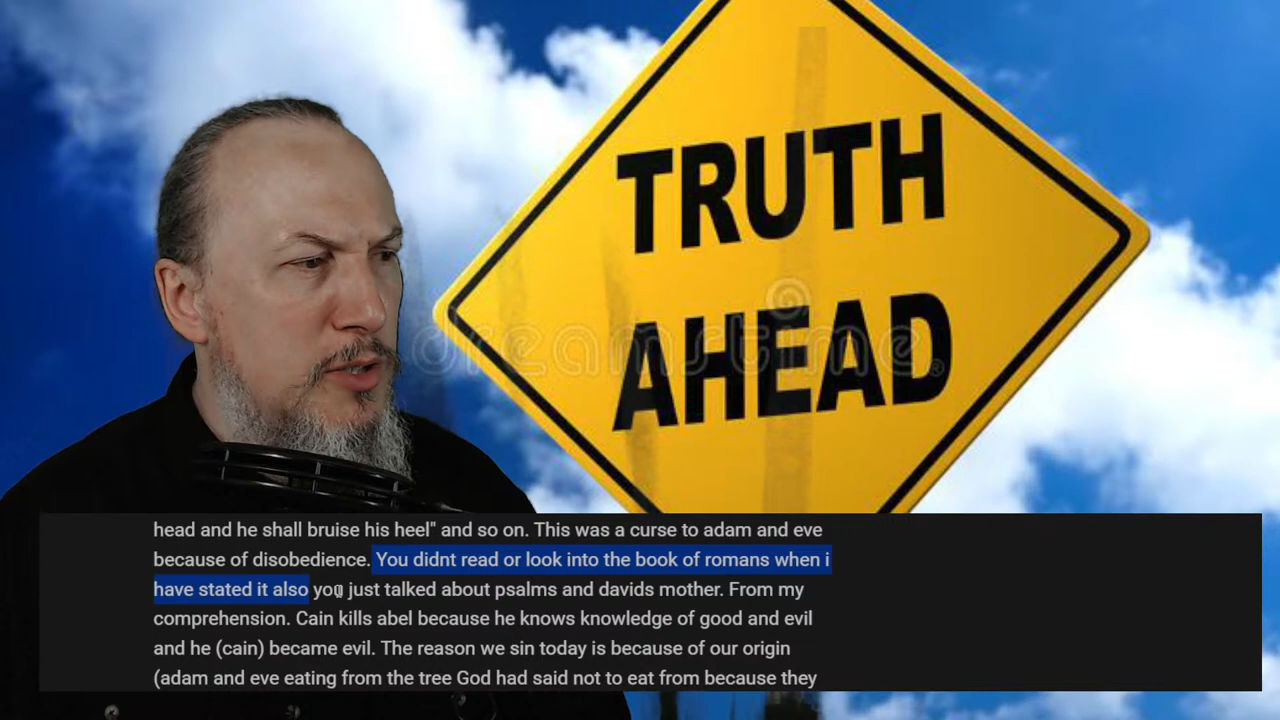 TRUTH
AHEAD
dreamstime
head and he shall bruise his heel" and so on. This was a curse to adam and eve
because of disobedience. You didnt read or look into the book of romans when i
have stated it also you just talked about psalms and davids mother. From my
comprehension. Cain kills abel because he knows knowledge of good and evil
and he (cain) became evil. The reason we sin today is because of our origin
(adam and eve eating from the tree God had said not to eat from because they